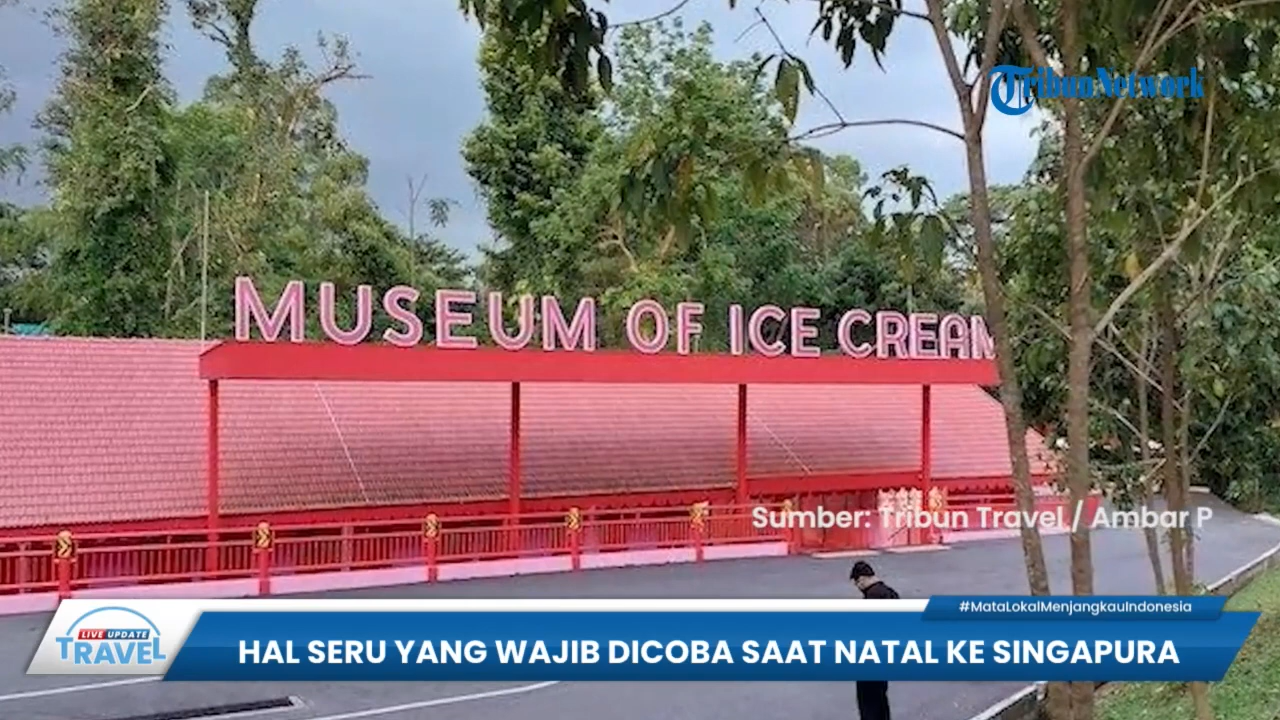 TribunNetwork
MUSEUM OF ICE CREAM
Sumber: Tribun Travel / Ambar P
#MataLokalMenjangkauIndonesia
LIVE UPDATE
TRAVEL
HAL SERU YANG WAJIB DICOBA SAAT NATAL KE SINGAPURA